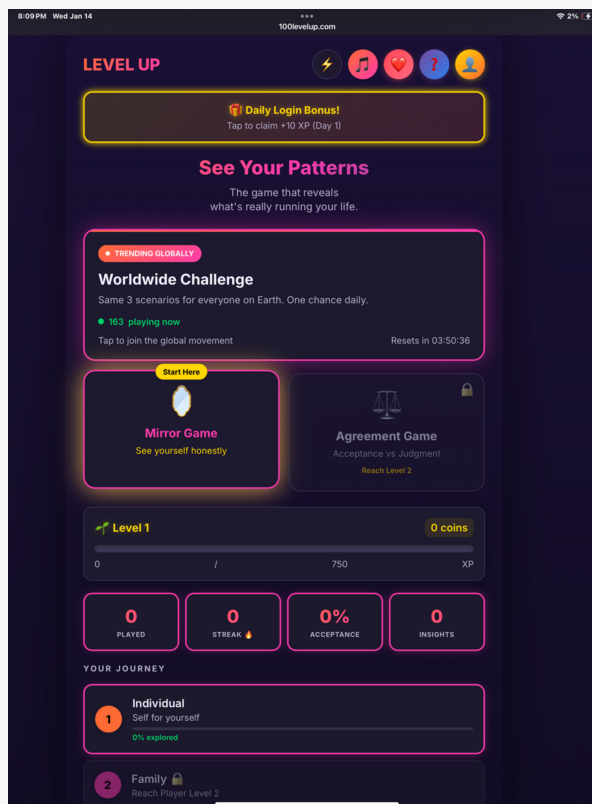 8:09 PM Wed Jan 14
2%
100levelup.com
LEVEL UP
Daily Login Bonus!
Tap to claim +10 XP (Day 1)
See Your Patterns
The game that reveals
what's really running your life.
TRENDING GLOBALLY
Worldwide Challenge
Same 3 scenarios for everyone on Earth. One chance daily.
163 playing now
Tap to join the global movement
Resets in 03:50:36
Start Here
Mirror Game
See yourself honestly
Agreement Game
Acceptance vs Judgment
Reach Level 2
Level 1
0 coins
0 / 750 XP
0
PLAYED
0
STREAK
0%
ACCEPTANCE
0
INSIGHTS
YOUR JOURNEY
1
Individual
Self for yourself
0% explored
2
Family
Reach Player Level 2